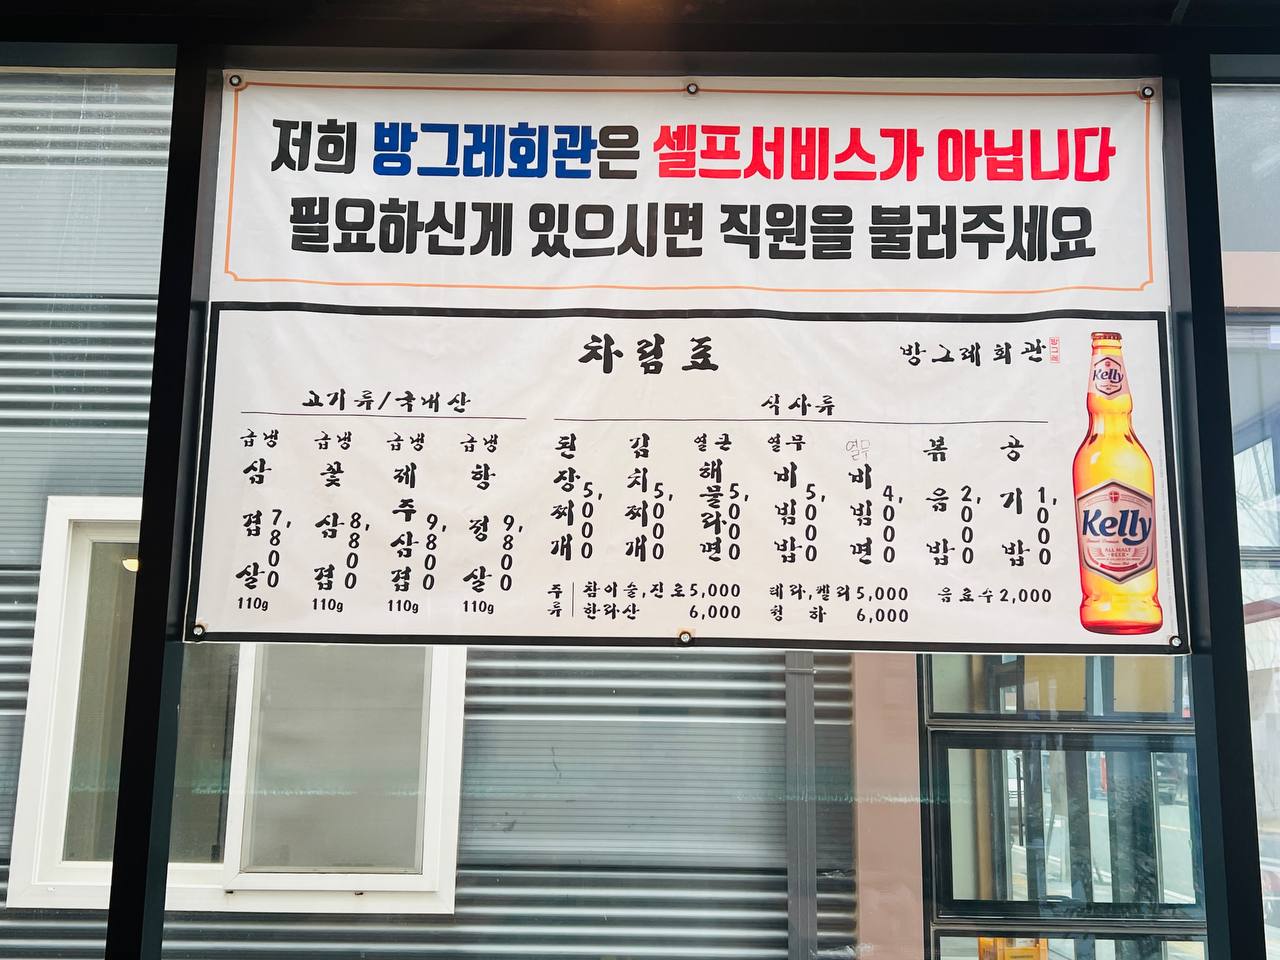 저희 방그레회관은 셀프서비스가 아닙니다
필요하신게 있으시면 직원을 불러주세요
차림표
방그레회관
고기류/국내산
급냉 삼겹살 7,800 110g
급냉 꽃삼겹 8,800 110g
급냉 제주삼겹 9,800 110g
급냉 항정살 9,800 110g
식사류
된장찌개 5,000
김치찌개 5,000
얼큰해물라면 5,000
열무비빔밥 5,000
열무비빔면 4,000
볶음밥 2,000
공기밥 1,000
주류
참이슬,진로 5,000
한라산 6,000
테라,켈리 5,000
청하 6,000
음료수 2,000
Kelly
Kelly
ALL MALT
BEER